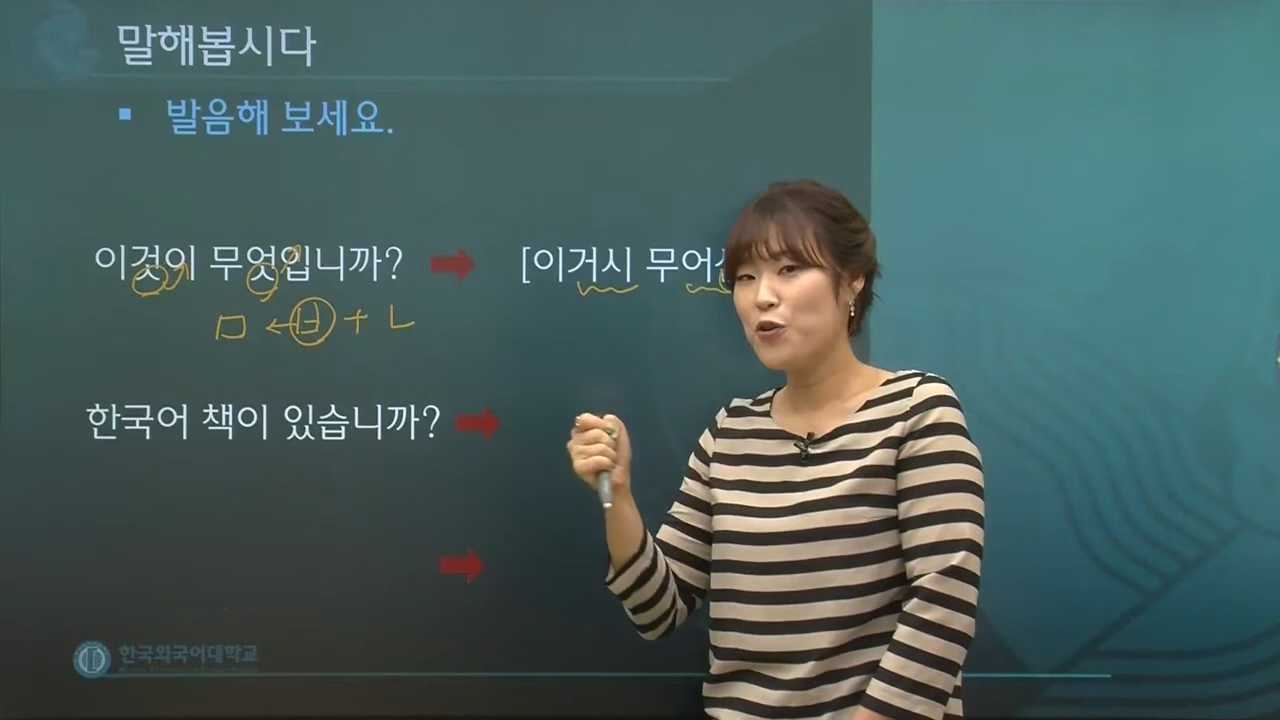 말해봅시다
▪ 발음해 보세요.
이것이 무엇입니까? ➡ [이거시 무어
ㅁ ← ㅂ + ㄴ
한국어 책이 있습니까? ➡
➡
한국외국어대학교